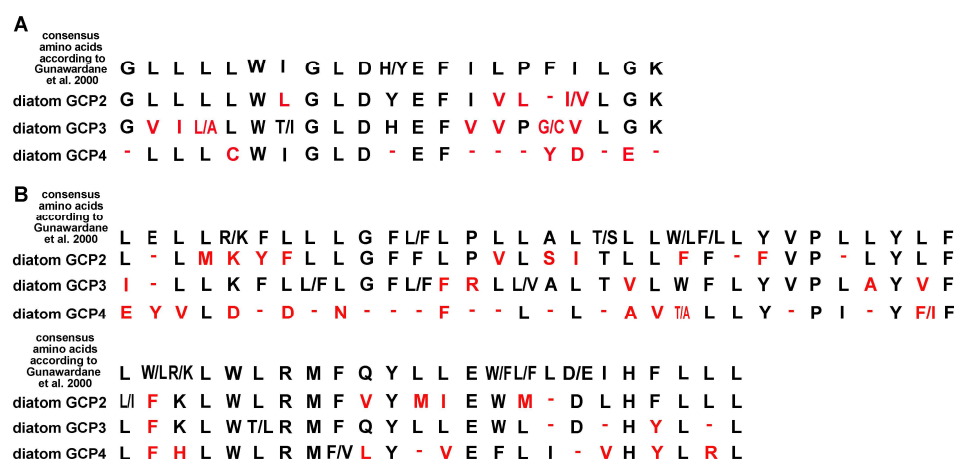 A
consensus
amino acids
according to
Gunawardane
et al. 2000
G L L L L W I G L D H/Y E F I L P F I L G K
diatom GCP2 G L L L L W L G L D Y E F I V L - I/V L G K
diatom GCP3 G V I L/A L W T/I G L D H E F V V P G/C V L G K
diatom GCP4 - L L L C W I G L D - E F - - - Y D - E -
B
consensus
amino acids
according to
Gunawardane
et al. 2000
L E L L R/K F L L L G F L/F L P L L A L T/S L L W/L F/L L Y V P L L Y L F
diatom GCP2 L - L M K Y F L L G F F L P V L S I T L L F F - F V P - L Y L F
diatom GCP3 I - L L K F L L/F L G F L/F F R L L/V A L T V L W F L Y V P L A Y V F
diatom GCP4 E Y V L D - D - N - - - F - - L - L - A V T/A L L Y - P I - Y F/I F
consensus
amino acids
according to
Gunawardane
et al. 2000
L W/L R/K L W L R M F Q Y L L E W/F L/F L D/E I H F L L L
diatom GCP2 L/I F K L W L R M F V Y M I E W M - D L H F L L L
diatom GCP3 L F K L W T/L R M F Q Y L L E W L - D - H Y L - L
diatom GCP4 L F H L W L R M F/V L Y - V E F L I - V H Y L R L